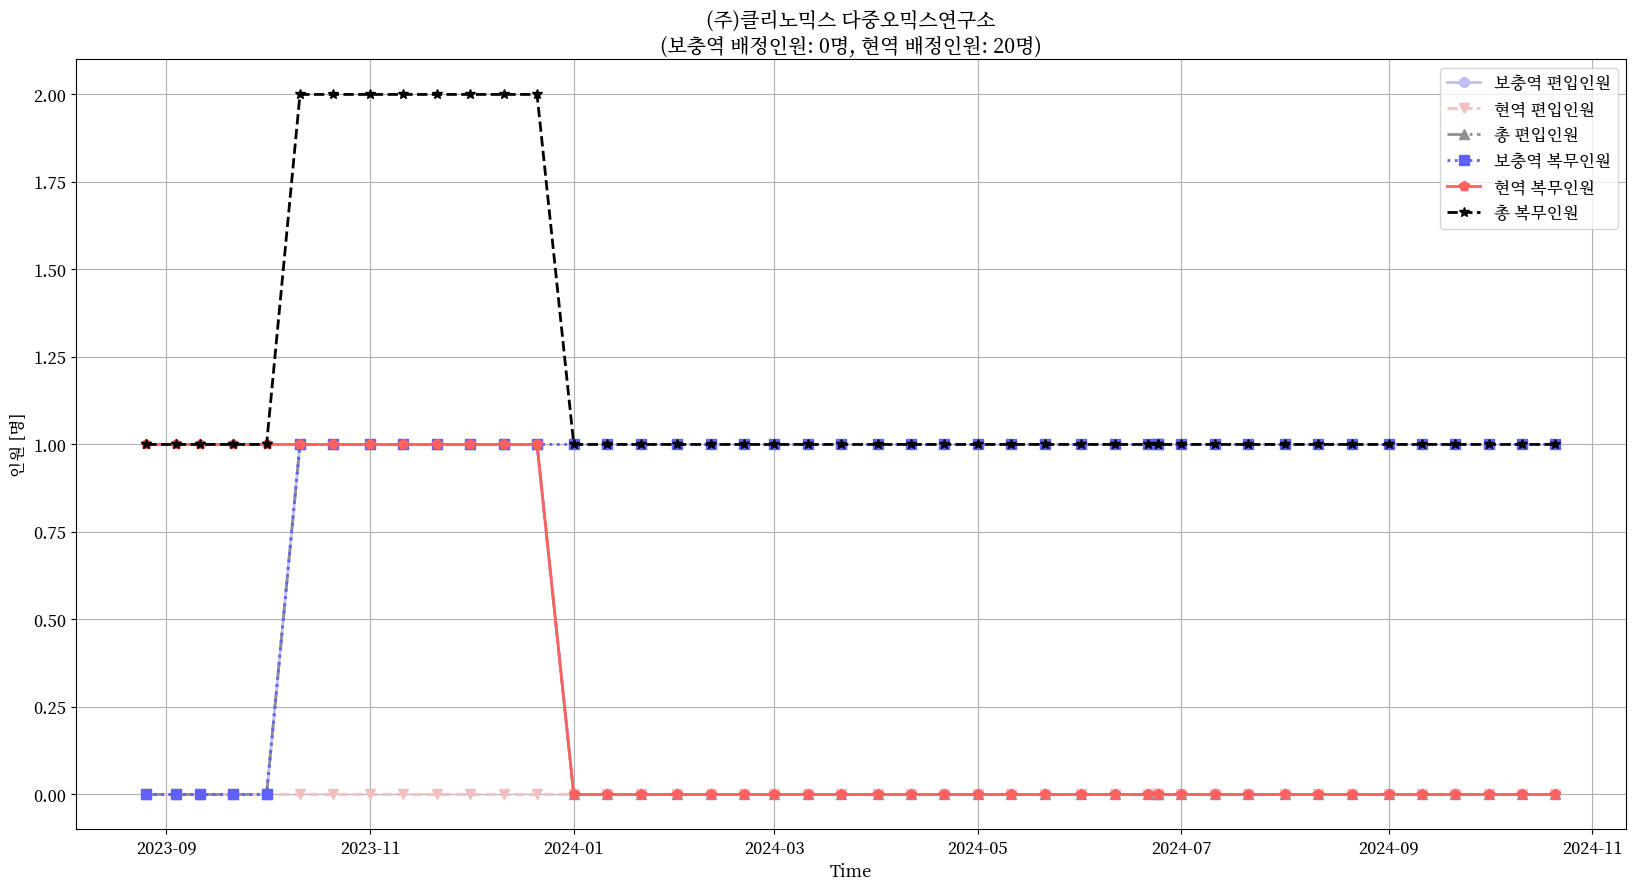 (주)클리노믹스 다중오믹스연구소
(보충역 배정인원: 0명, 현역 배정인원: 20명)
보충역 편입인원
현역 편입인원
총 편입인원
보충역 복무인원
현역 복무인원
총 복무인원
인원 [명]
2.00
1.75
1.50
1.25
1.00
0.75
0.50
0.25
0.00
2023-09
2023-11
2024-01
2024-03
2024-05
2024-07
2024-09
2024-11
Time